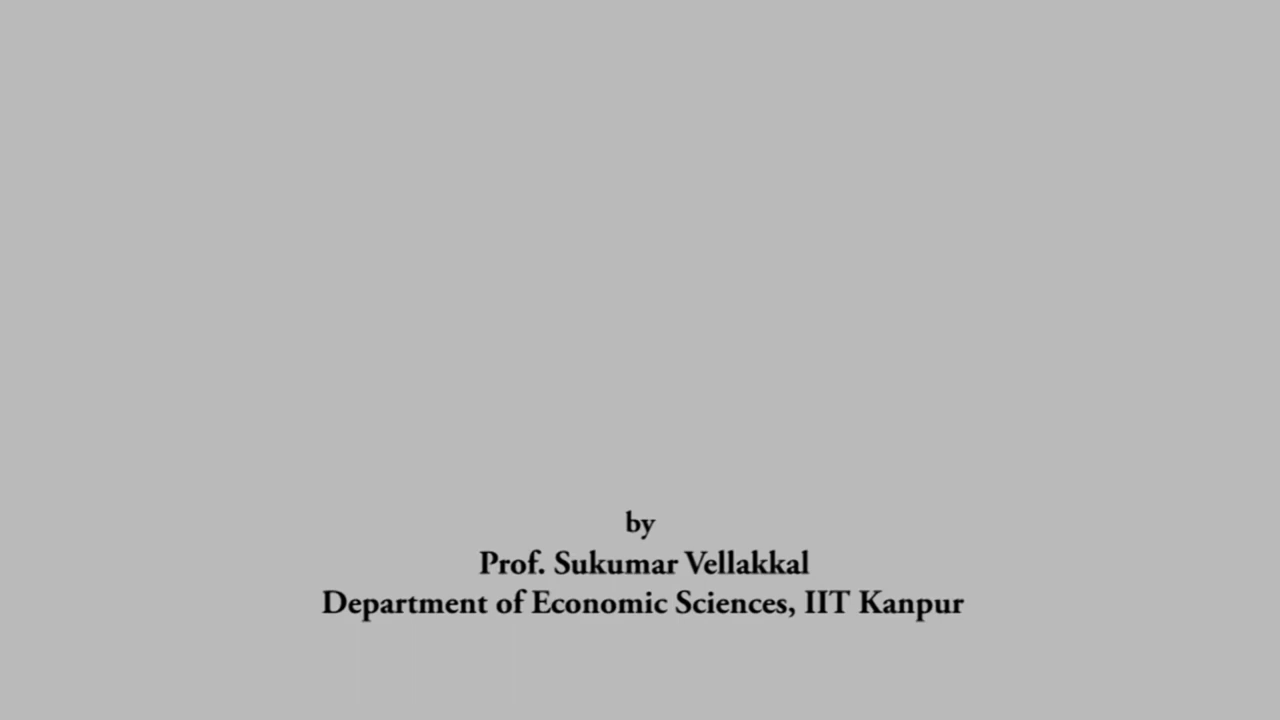 by
Prof. Sukumar Vellakkal
Department of Economic Sciences, IIT Kanpur